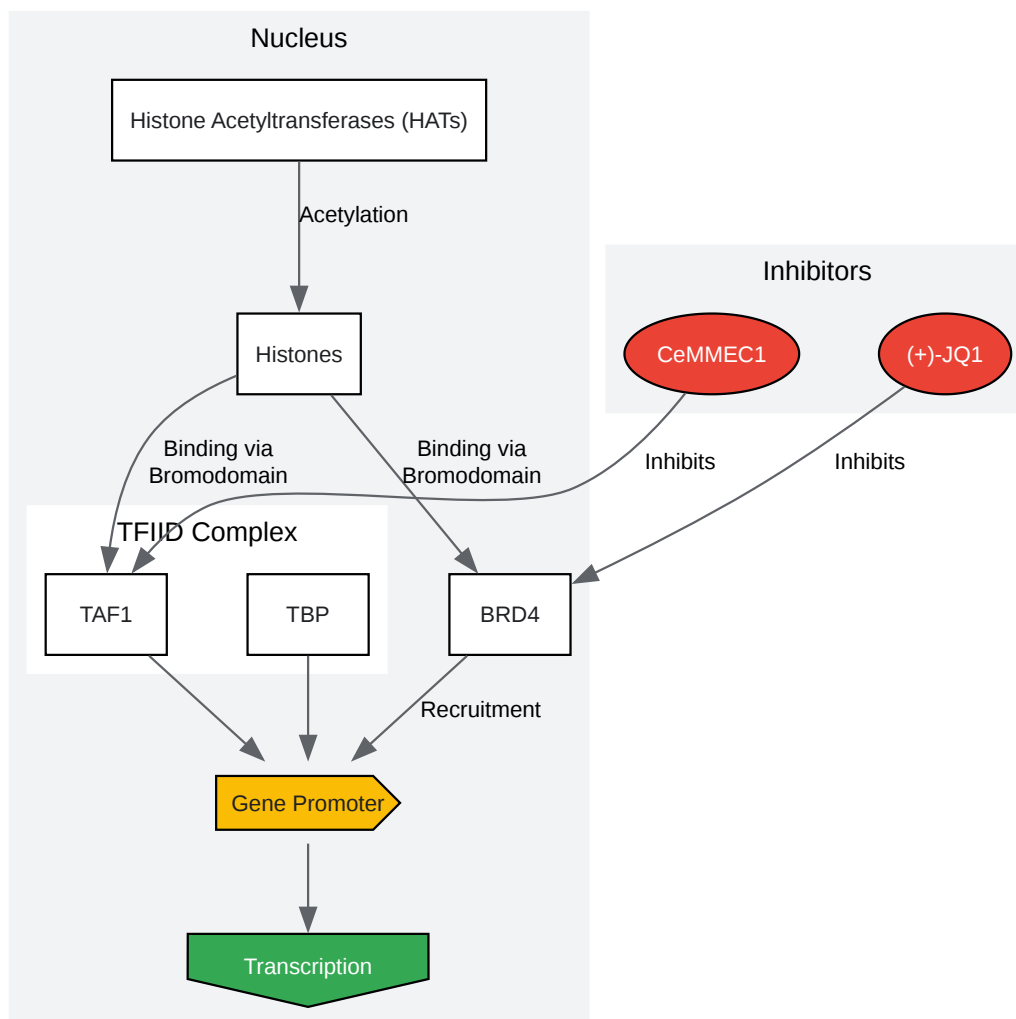 Nucleus
Histone Acetyltransferases (HATs)
Acetylation
Inhibitors
Histones
CeMMEC1
(+)-JQ1
Binding via
Bromodomain
Binding via
Bromodomain
Inhibits
Inhibits
TFIID Complex
TAF1
TBP
BRD4
Recruitment
Gene Promoter
Transcription